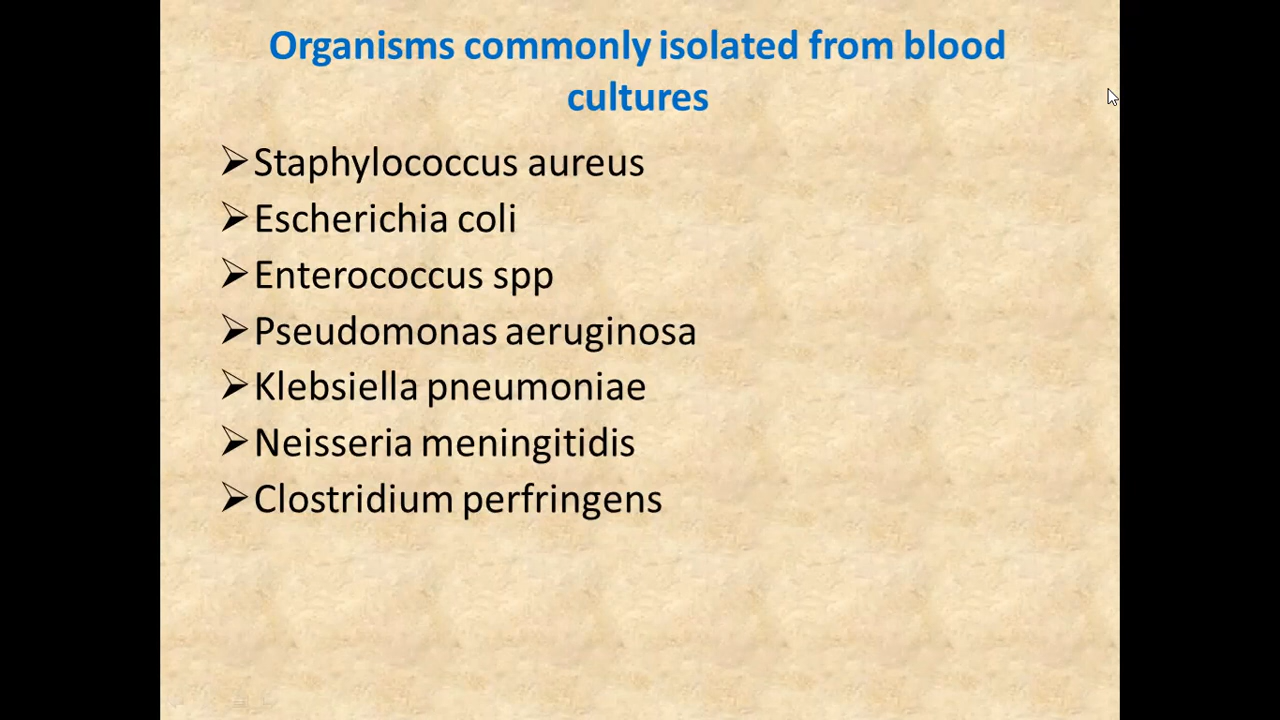 Organisms commonly isolated from blood
cultures
➢Staphylococcus aureus
➢Escherichia coli
➢Enterococcus spp
➢Pseudomonas aeruginosa
➢Klebsiella pneumoniae
➢Neisseria meningitidis
➢Clostridium perfringens